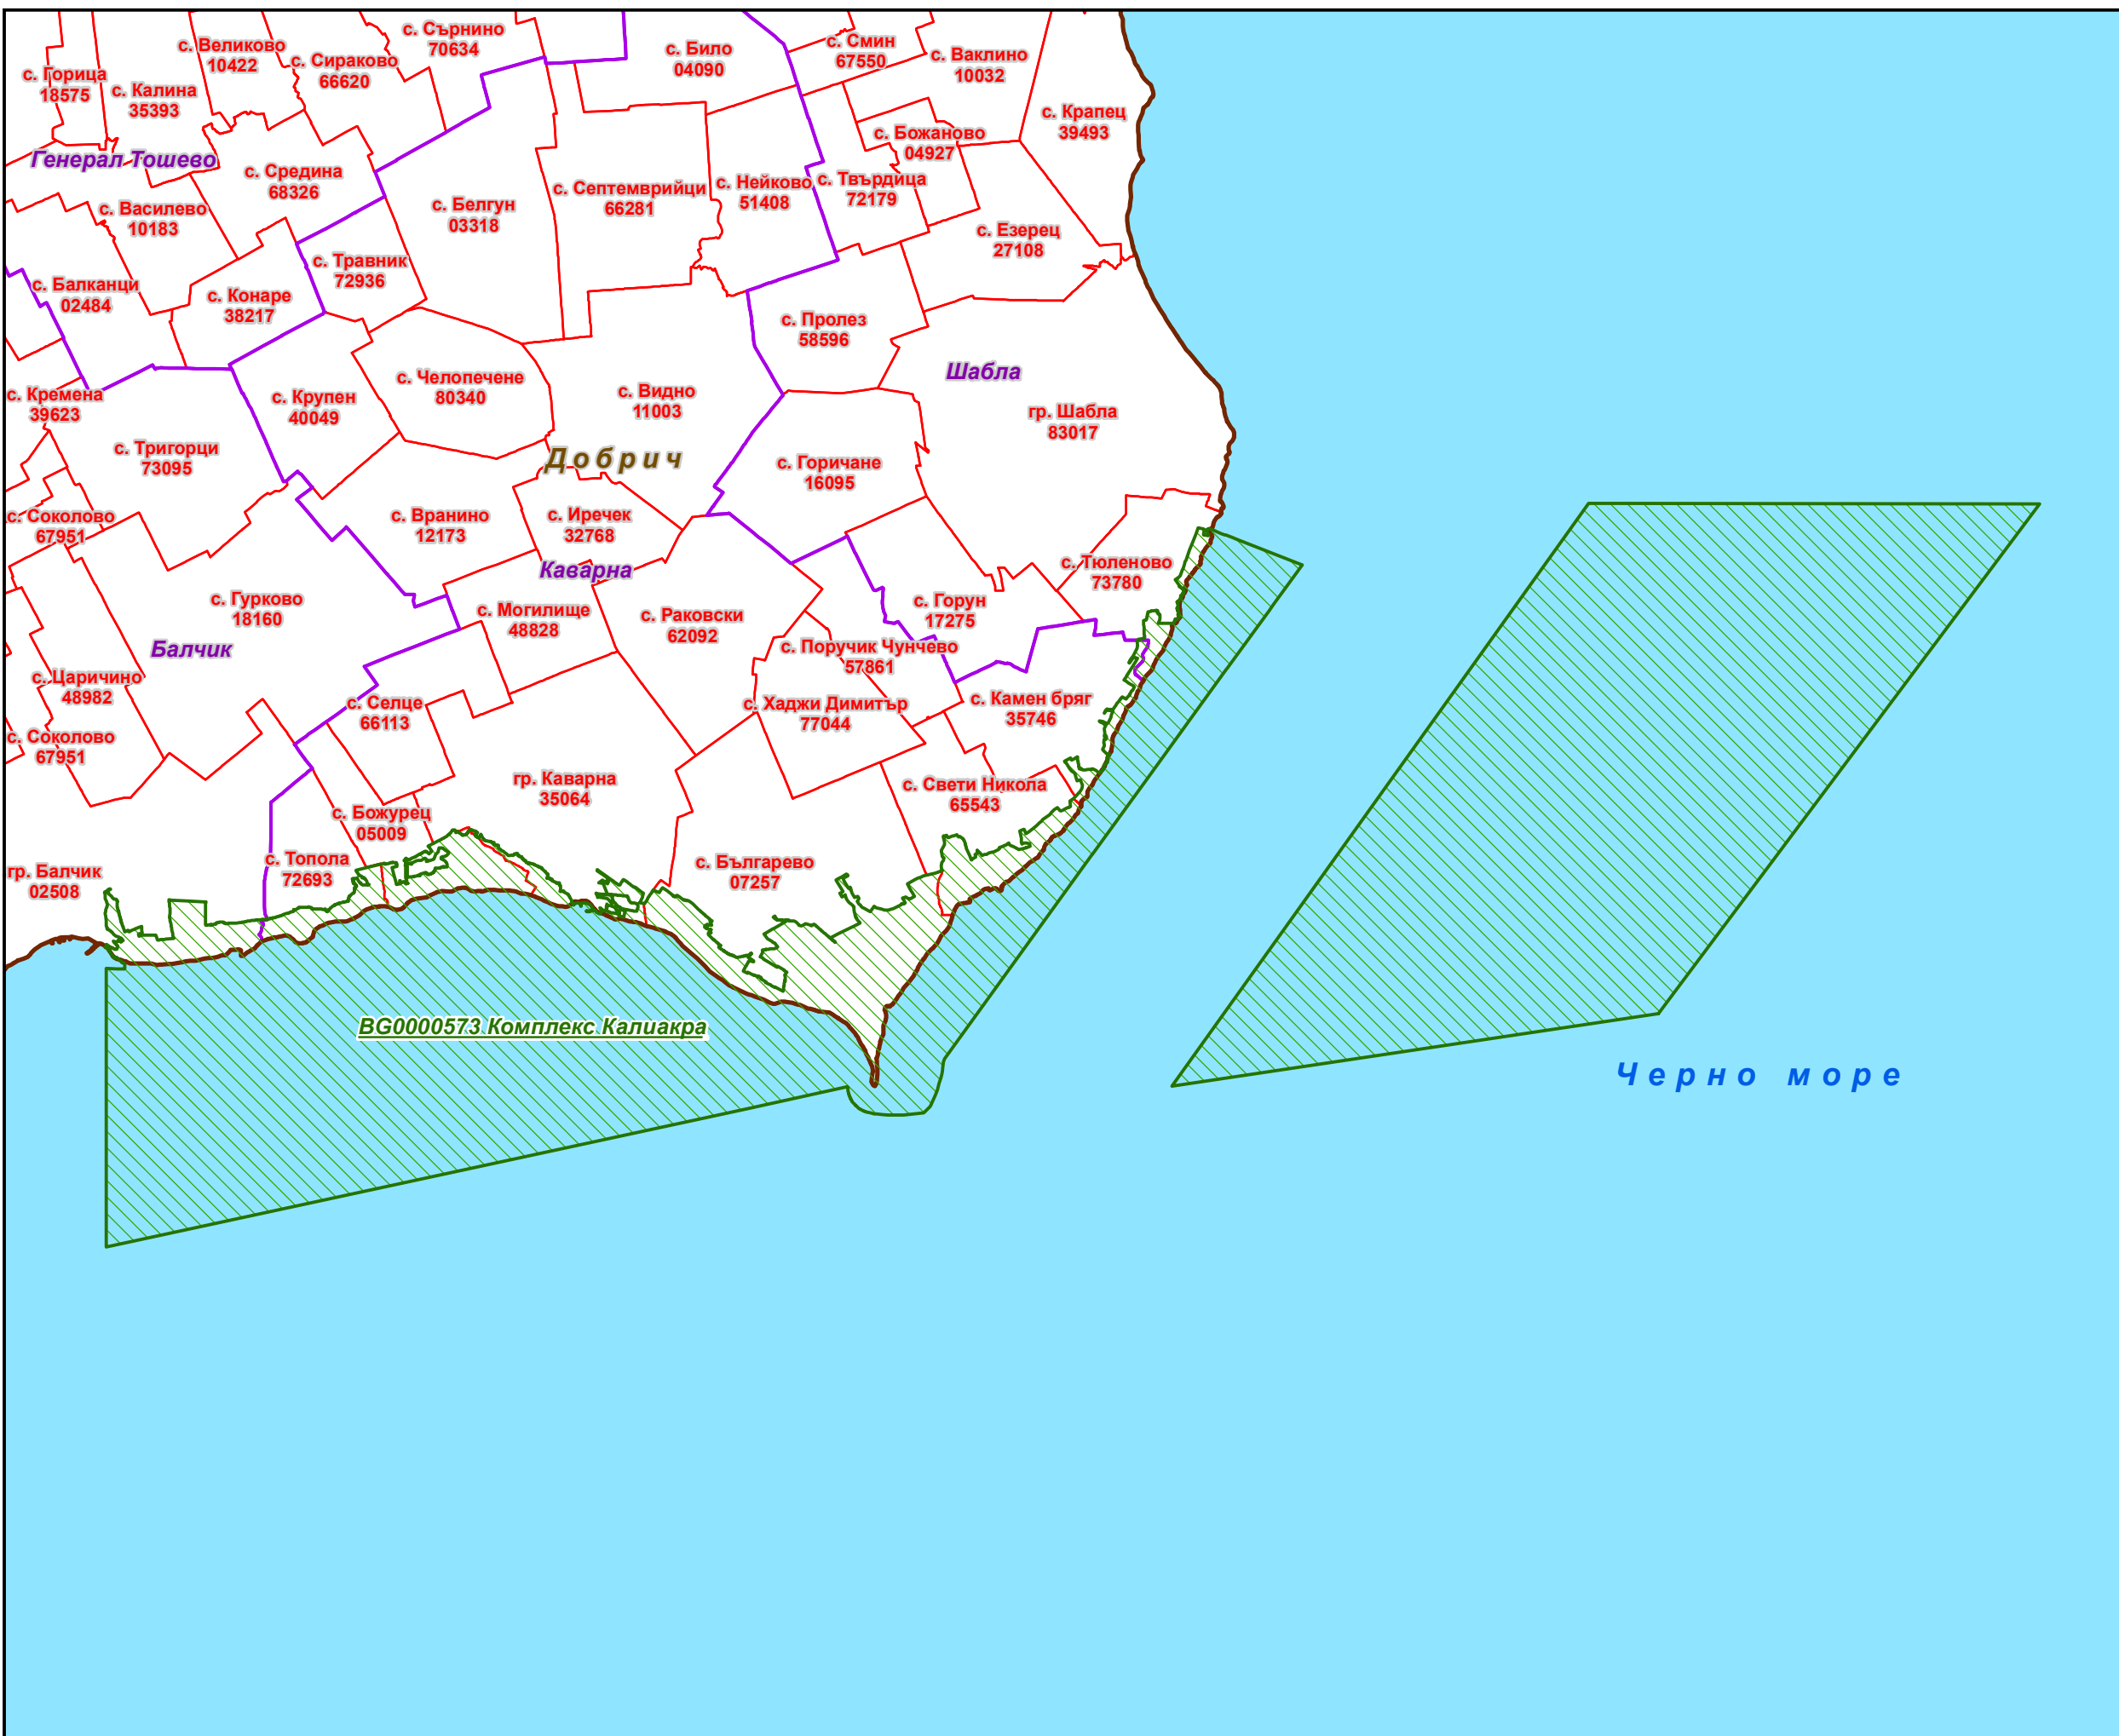 с. Сърнино
70634
с. Великово
10422
с. Сираково
66620
с. Било
04090
с. Смин
67550
с. Ваклино
10032
с. Горица
18575
с. Калина
35393
с. Крапец
39493
с. Божаново
04927
Генерал Тошево
с. Средина
68326
с. Септемврийци
66281
с. Нейково
51408
с. Твърдица
72179
с. Василево
10183
с. Белгун
03318
с. Езерец
27108
с. Травник
72936
с. Балканци
02484
с. Конаре
38217
с. Пролез
58596
Шабла
с. Кремена
39623
с. Крупен
40049
с. Челопечене
80340
с. Видно
11003
гр. Шабла
83017
с. Тригорци
73095
Добрич
с. Горичане
16095
с. Соколово
67951
с. Вранино
12173
с. Иречек
32768
Каварна
с. Тюленово
73780
с. Гурково
18160
с. Могилище
48828
с. Раковски
62092
с. Горун
17275
Балчик
с. Поручик Чунчево
57861
с. Царичино
48982
с. Селце
66113
с. Хаджи Димитър
77044
с. Камен бряг
35746
с. Соколово
67951
гр. Каварна
35064
с. Свети Никола
65543
с. Божурец
05009
с. Топола
72693
с. Българево
07257
гр. Балчик
02508
BG0000573 Комплекс Калиакра
Черно море